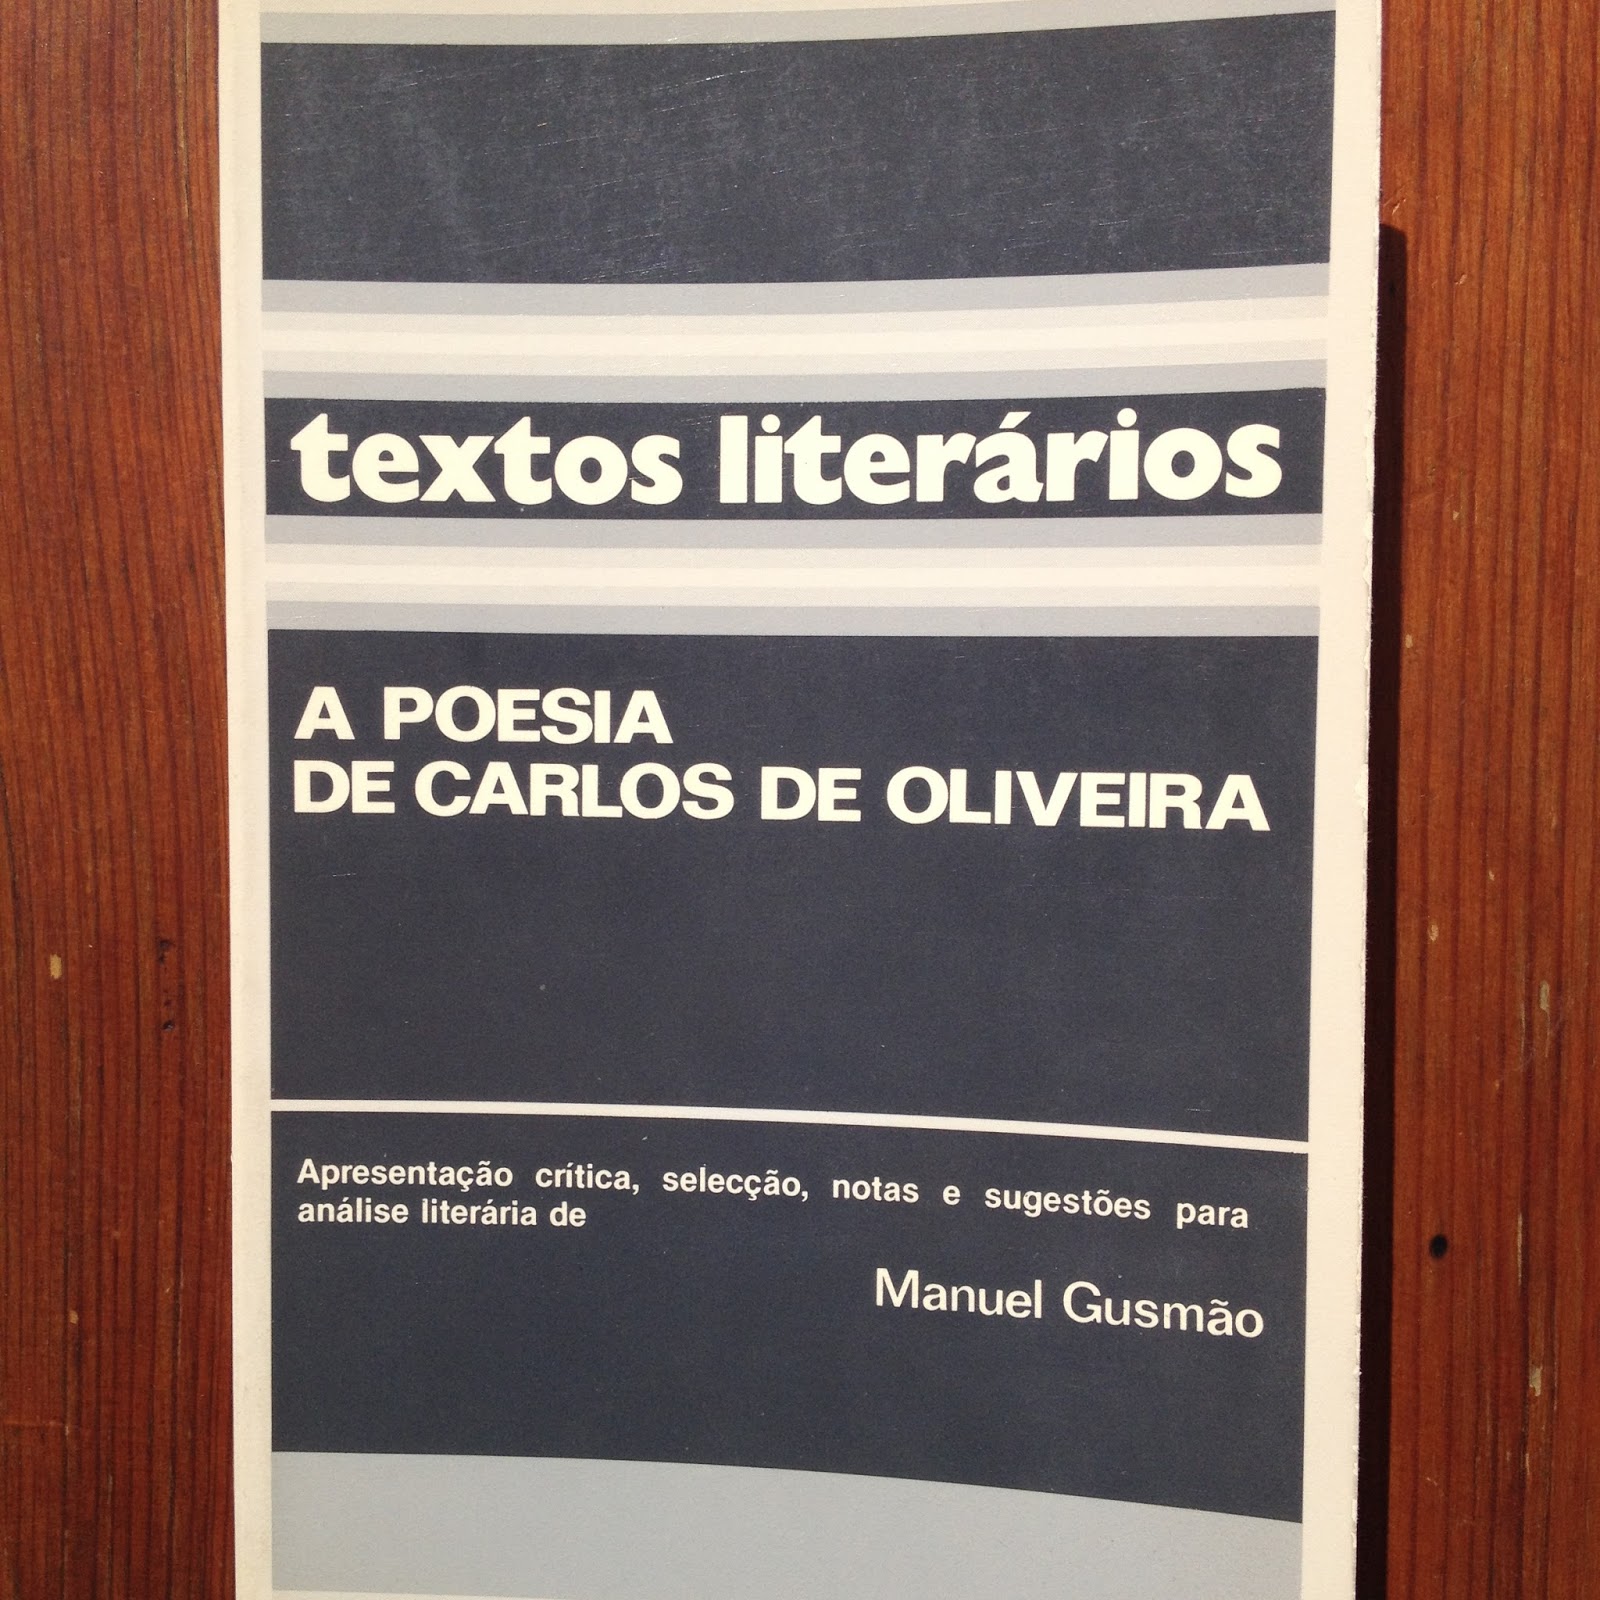 textos literários
A POESIA
DE CARLOS DE OLIVEIRA
Apresentação crítica, selecção, notas e sugestões para
análise literária de
Manuel Gusmão